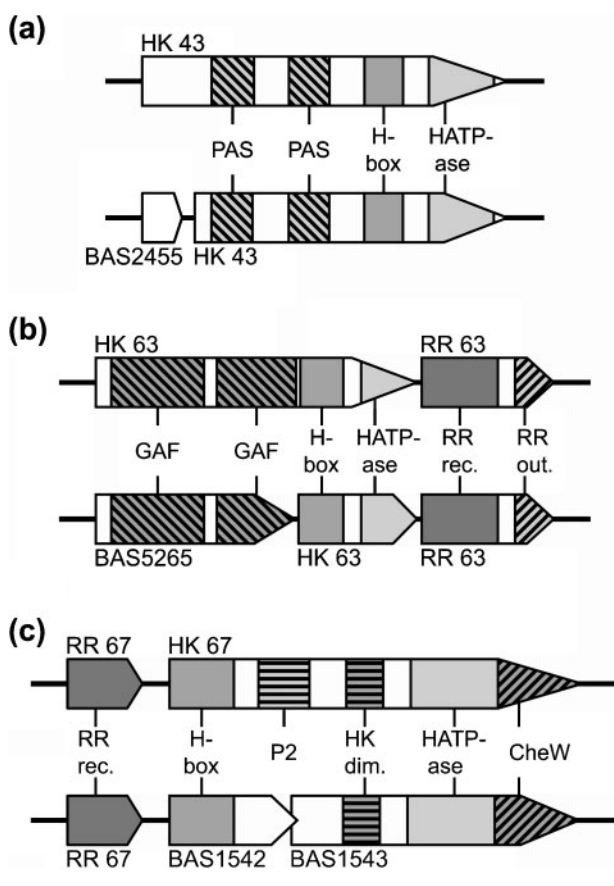 (a)
HK 43
PAS PAS H- HATP-
box ase
BAS2455 HK 43
(b)
HK 63 RR 63
GAF GAF H- HATP- RR RR
box ase rec. out.
BAS5265 HK 63 RR 63
(c)
RR 67 HK 67
RR H- P2 HK HATP- CheW
rec. box dim. ase
RR 67 BAS1542 BAS1543